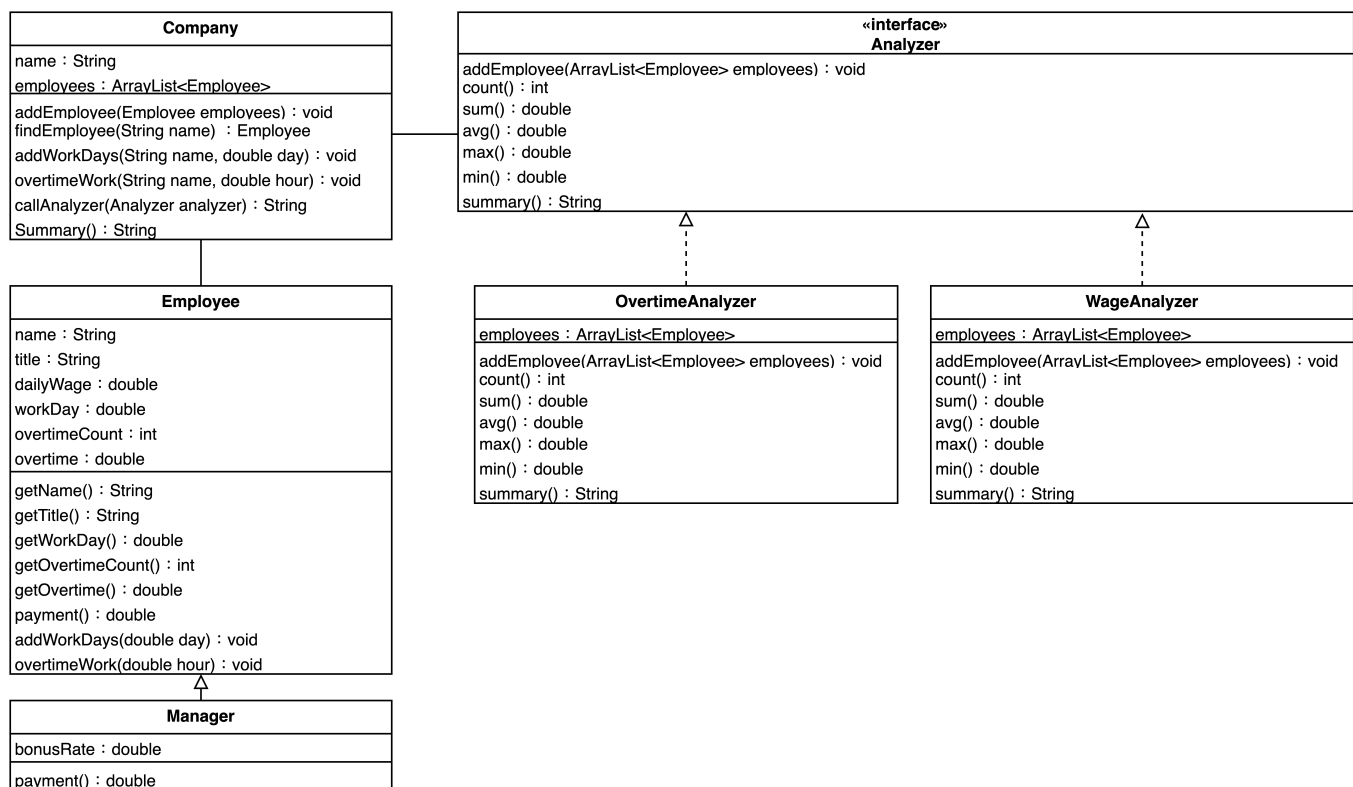 Company
name：String
employees：ArrayList<Employee>
addEmployee(Employee employees)：void
findEmployee(String name) ：Employee
addWorkDays(String name, double day)：void
overtimeWork(String name, double hour)：void
callAnalyzer(Analyzer analyzer)：String
Summary()：String
«interface»
Analyzer
addEmployee(ArrayList<Employee> employees)：void
count()：int
sum()：double
avg()：double
max()：double
min()：double
summary()：String
Employee
name：String
title：String
dailyWage：double
workDay：double
overtimeCount：int
overtime：double
getName()：String
getTitle()：String
getWorkDay()：double
getOvertimeCount()：int
getOvertime()：double
payment()：double
addWorkDays(double day)：void
overtimeWork(double hour)：void
OvertimeAnalyzer
employees：ArrayList<Employee>
addEmployee(ArrayList<Employee> employees)：void
count()：int
sum()：double
avg()：double
max()：double
min()：double
summary()：String
WageAnalyzer
employees：ArrayList<Employee>
addEmployee(ArrayList<Employee> employees)：void
count()：int
sum()：double
avg()：double
max()：double
min()：double
summary()：String
Manager
bonusRate：double
payment()：double